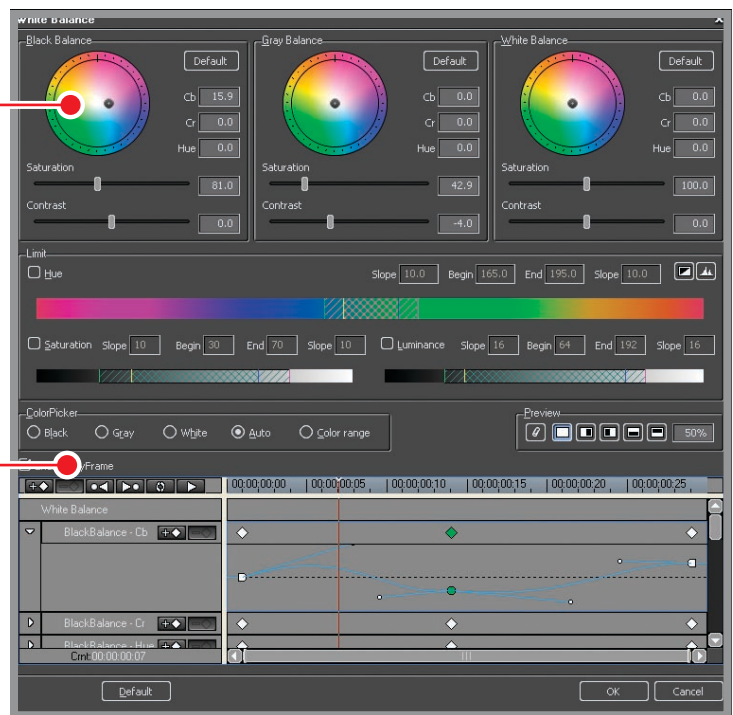 White Balance
Black Balance
Default
Cb 15.9
Cr 0.0
Hue 0.0
Saturation
81.0
Contrast
0.0
Gray Balance
Default
Cb 0.0
Cr 0.0
Hue 0.0
Saturation
42.9
Contrast
-4.0
White Balance
Default
Cb 0.0
Cr 0.0
Hue 0.0
Saturation
100.0
Contrast
0.0
Limit
Hue Slope 10.0 Begin 165.0 End 195.0 Slope 10.0
Saturation Slope 10 Begin 30 End 70 Slope 10
Luminance Slope 16 Begin 64 End 192 Slope 16
ColorPicker
Black Gray White Auto Color range
Preview
50%
Frame
00:00;00;00 00:00;00;05 00:00;00;10 00:00;00;15 00:00;00;20 00:00;00;25
White Balance
BlackBalance - Cb
BlackBalance - Cr
BlackBalance - Hue
Crnt:00:00:00:07
Default OK Cancel